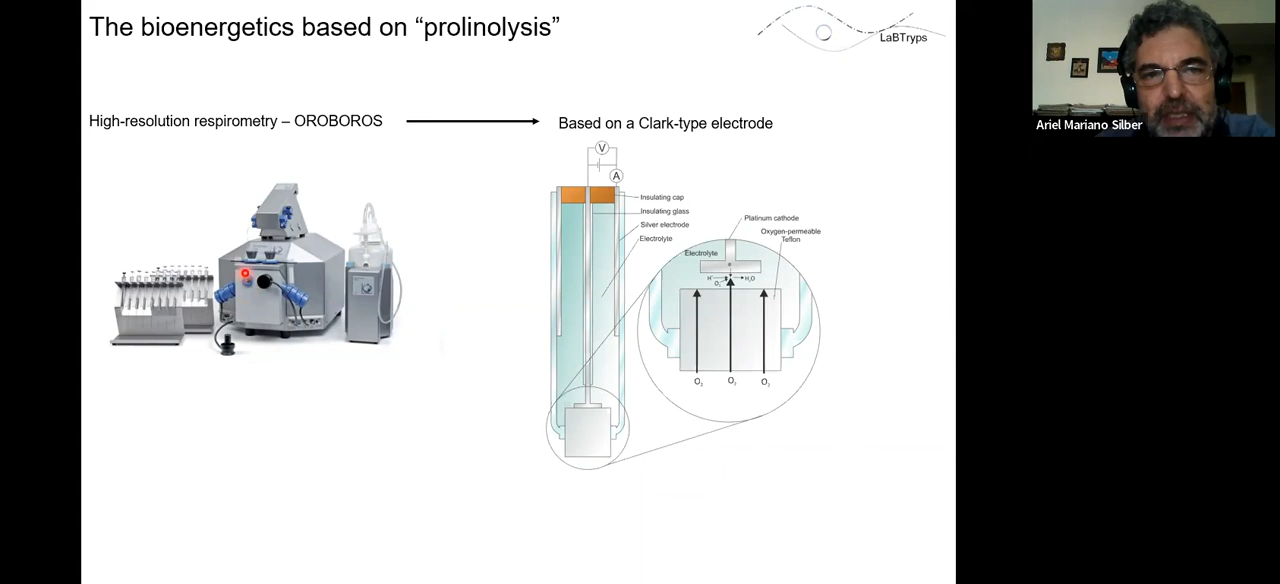 The bioenergetics based on “prolinolysis”
LaBTryps
Ariel Mariano Silber
High-resolution respirometry – OROBOROS
Based on a Clark-type electrode
V
A
Insulating cap
Insulating glass
Silver electrode
Electrolyte
Platinum cathode
Oxygen-permeable
Teflon
Electrolyte
H₂O
O₂
O₂
O₂